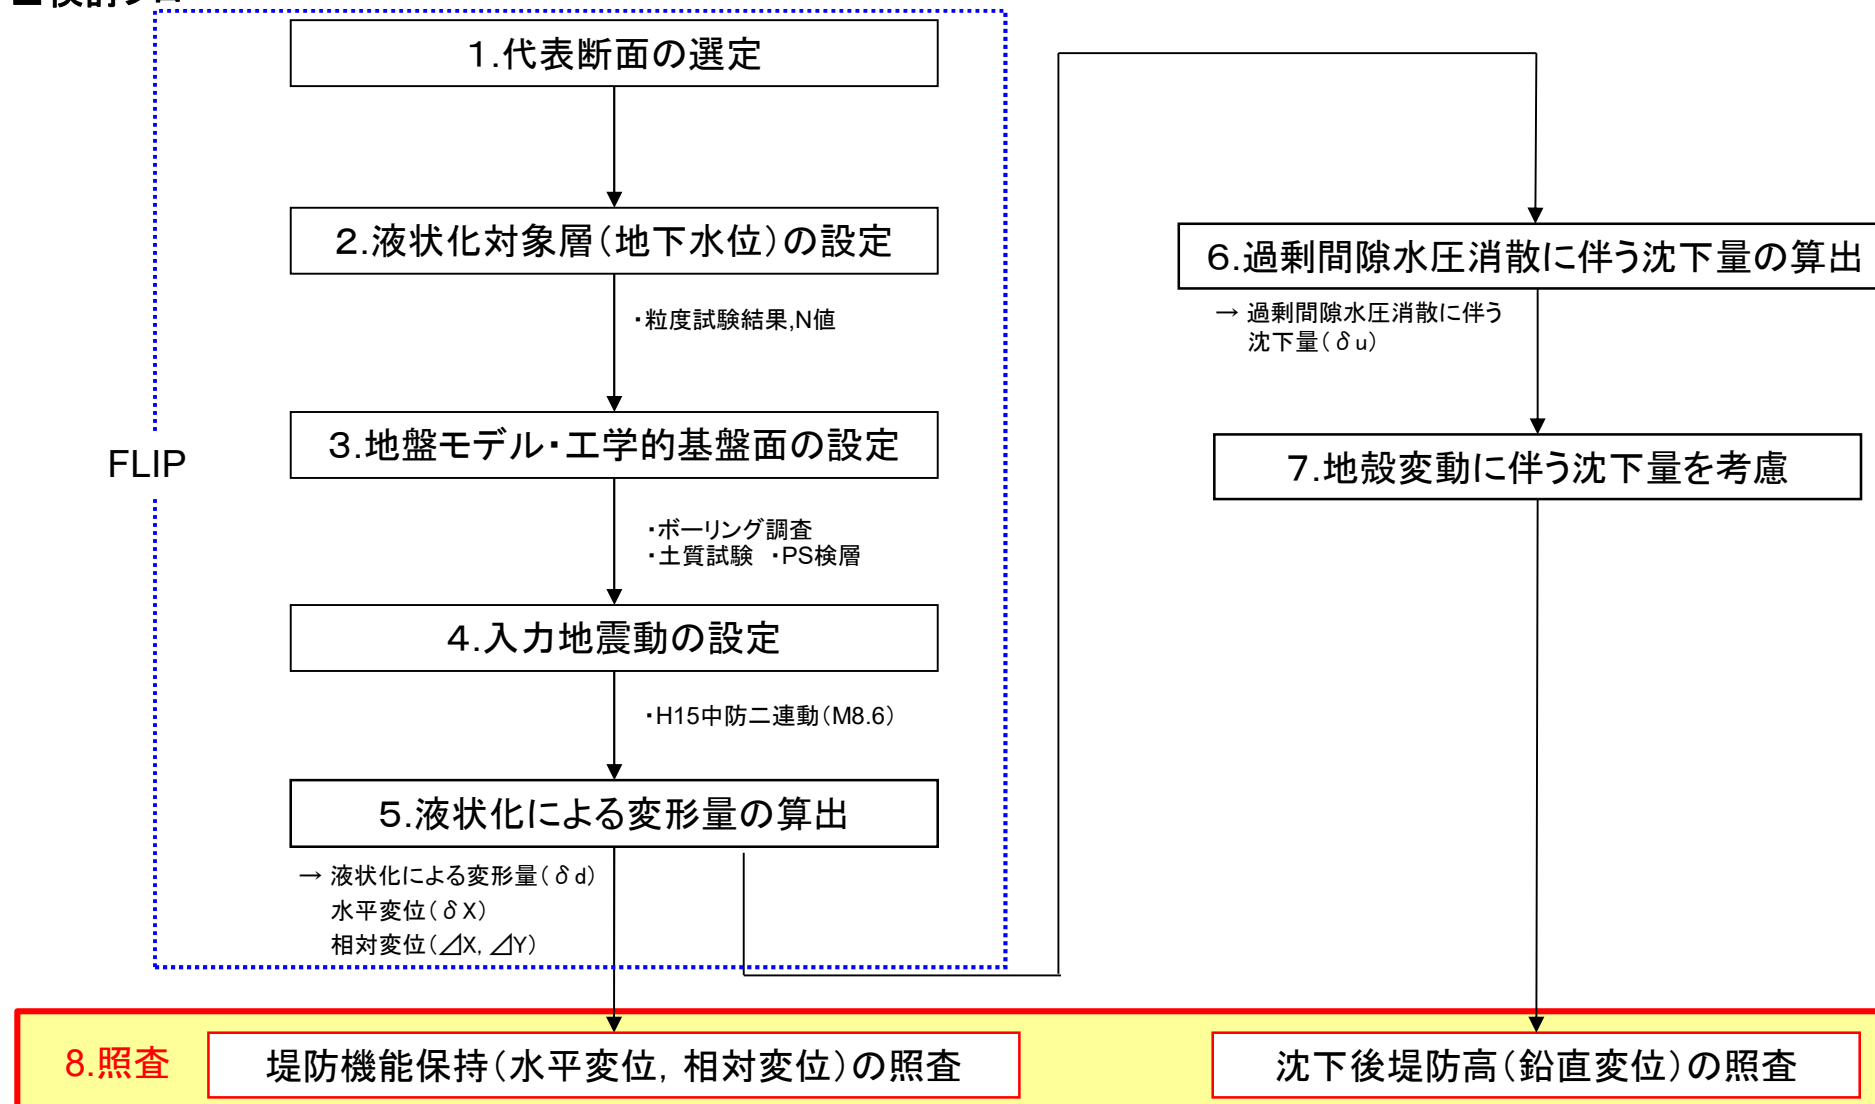 1.代表断面の選定
2.液状化対象層（地下水位）の設定
・粒度試験結果,N値
3.地盤モデル・工学的基盤面の設定
FLIP
・ボーリング調査
・土質試験 ・PS検層
4.入力地震動の設定
・H15中防二連動（M8.6）
5.液状化による変形量の算出
→ 液状化による変形量（δd）
水平変位（δX）
相対変位（⊿X, ⊿Y）
6.過剰間隙水圧消散に伴う沈下量の算出
→ 過剰間隙水圧消散に伴う
沈下量（δu）
7.地殻変動に伴う沈下量を考慮
8.照査
堤防機能保持（水平変位, 相対変位）の照査
沈下後堤防高（鉛直変位）の照査